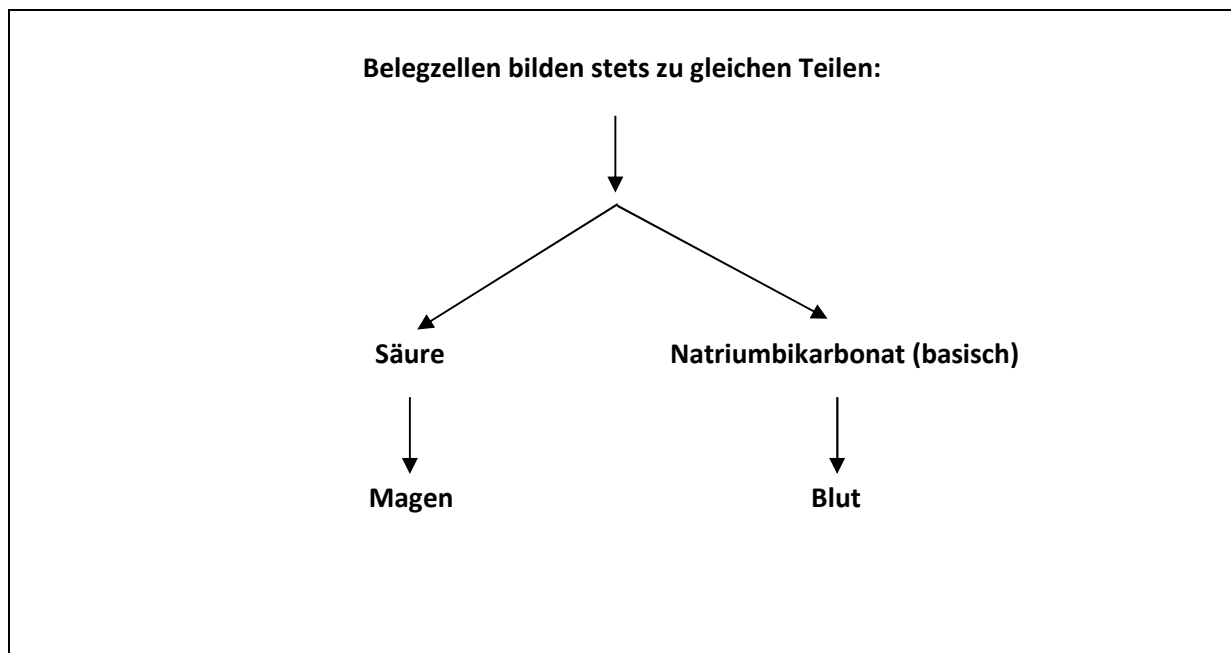 Belegzellen bilden stets zu gleichen Teilen:
Säure
Natriumbikarbonat (basisch)
Magen
Blut